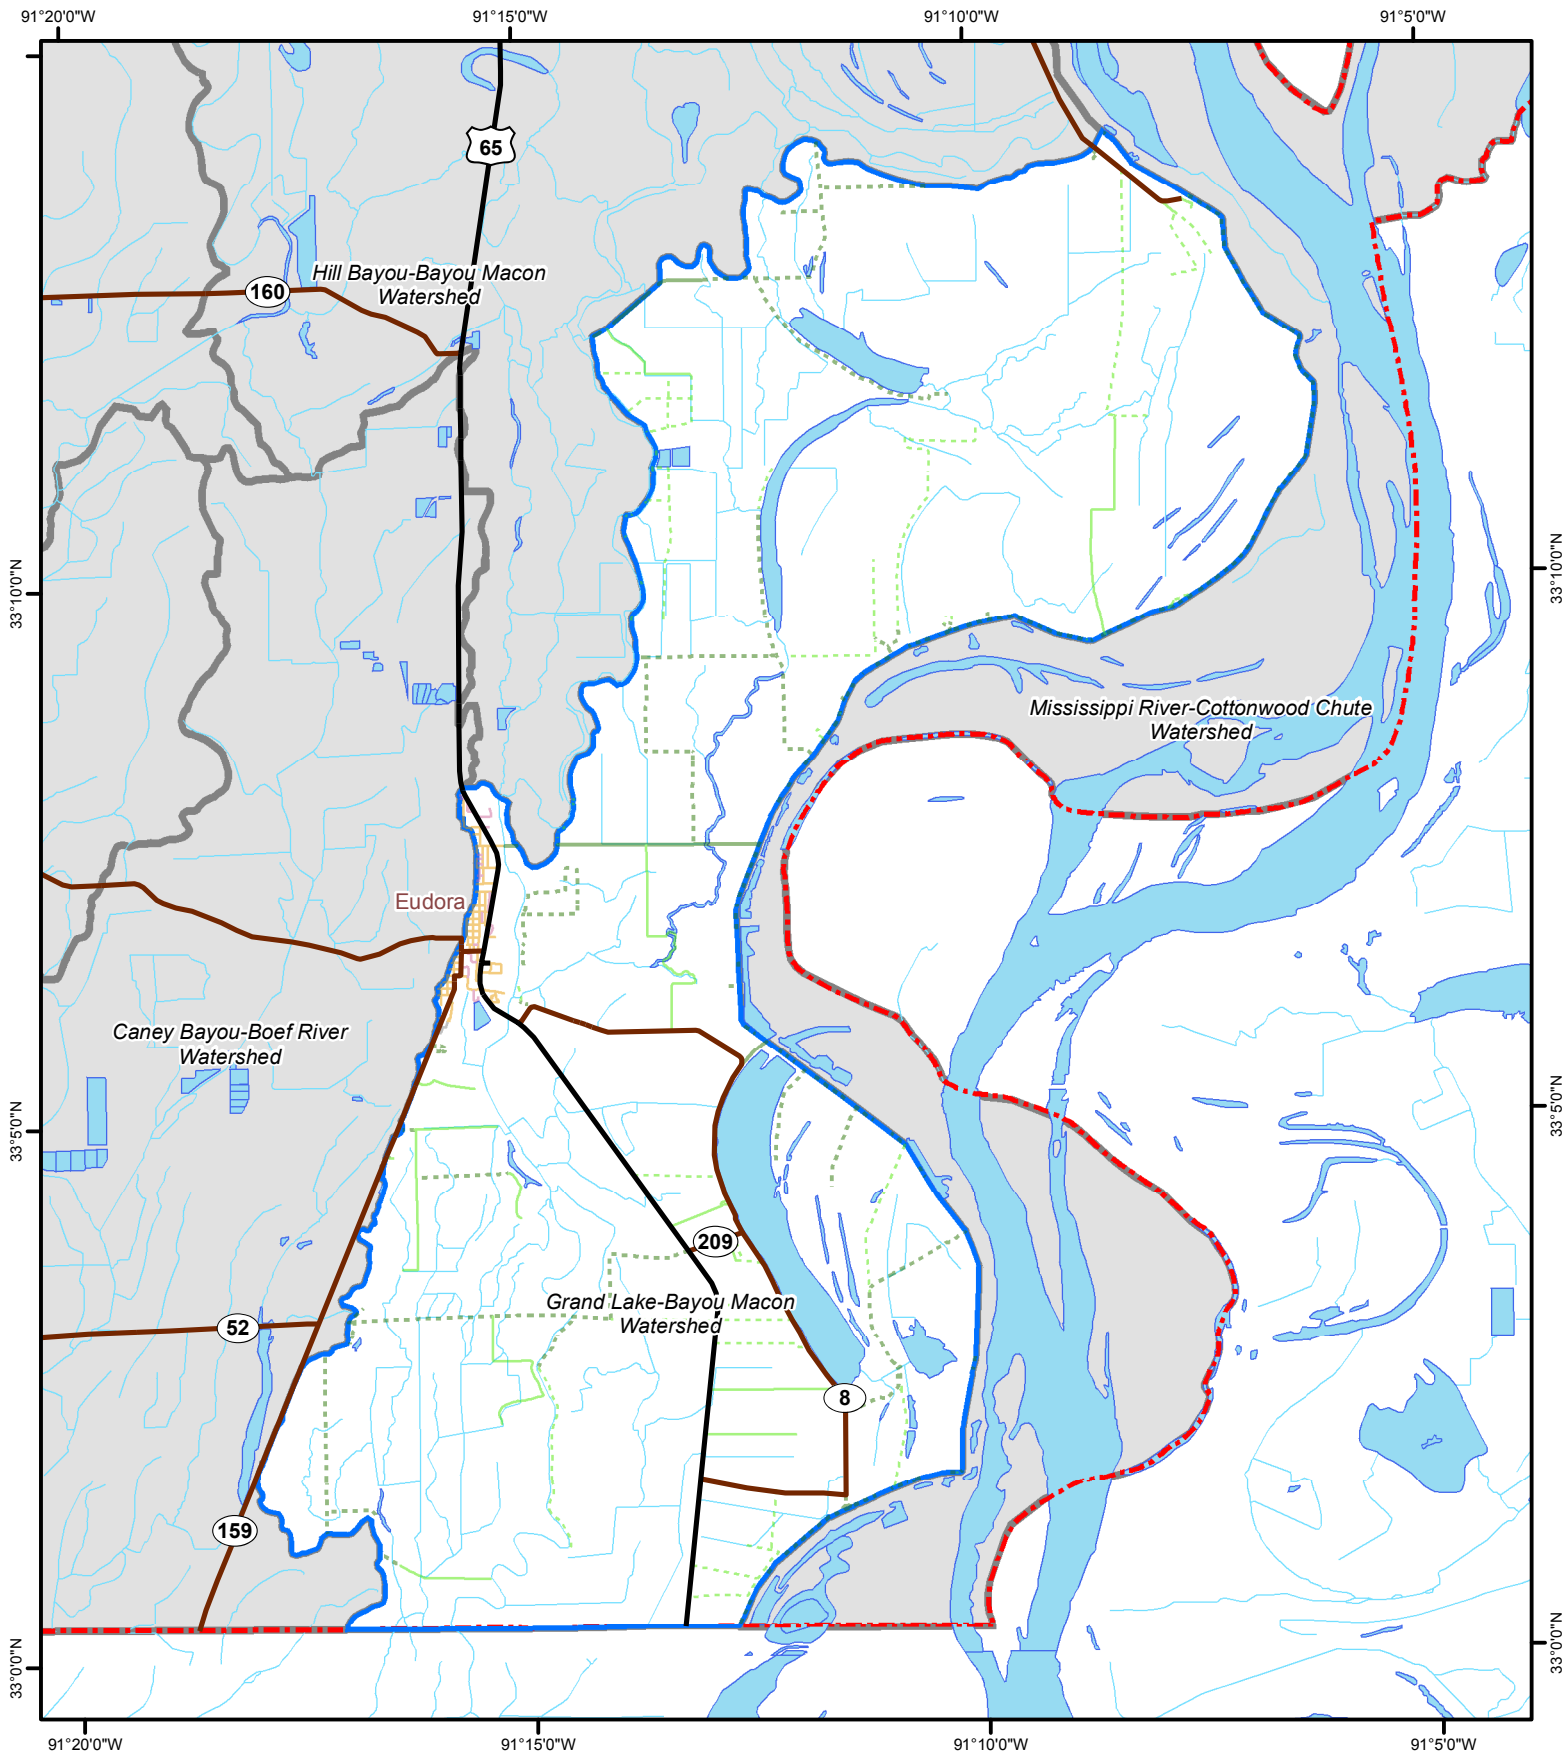 91°20'0"W
91°15'0"W
91°10'0"W
91°5'0"W
65
Hill Bayou-Bayou Macon
Watershed
160
33°10'0"N
33°10'0"N
Mississippi River-Cottonwood Chute
Watershed
Eudora
Caney Bayou-Boef River
Watershed
33°5'0"N
33°5'0"N
209
Grand Lake-Bayou Macon
Watershed
52
8
159
33°0'0"N
33°0'0"N
91°20'0"W
91°15'0"W
91°10'0"W
91°5'0"W